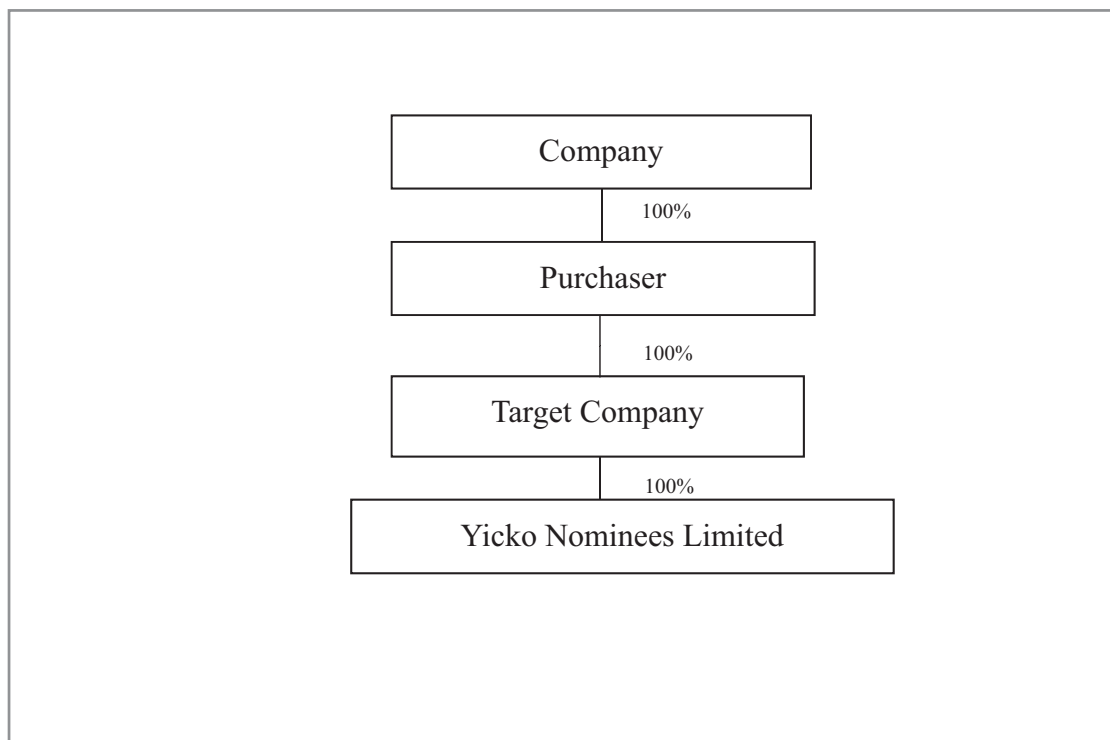 Company
100%
Purchaser
100%
Target Company
100%
Yicko Nominees Limited